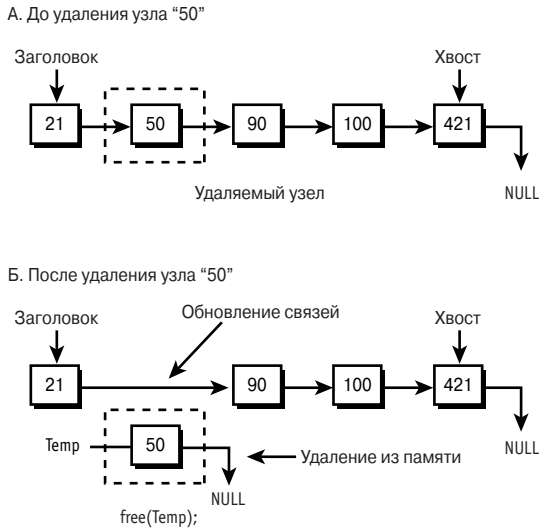 А. До удаления узла “50”
Заголовок
Хвост
21
50
90
100
421
Удаляемый узел
NULL
Б. После удаления узла “50”
Обновление связей
Заголовок
Хвост
21
90
100
421
Temp
50
NULL
Удаление из памяти
NULL
free(Temp);